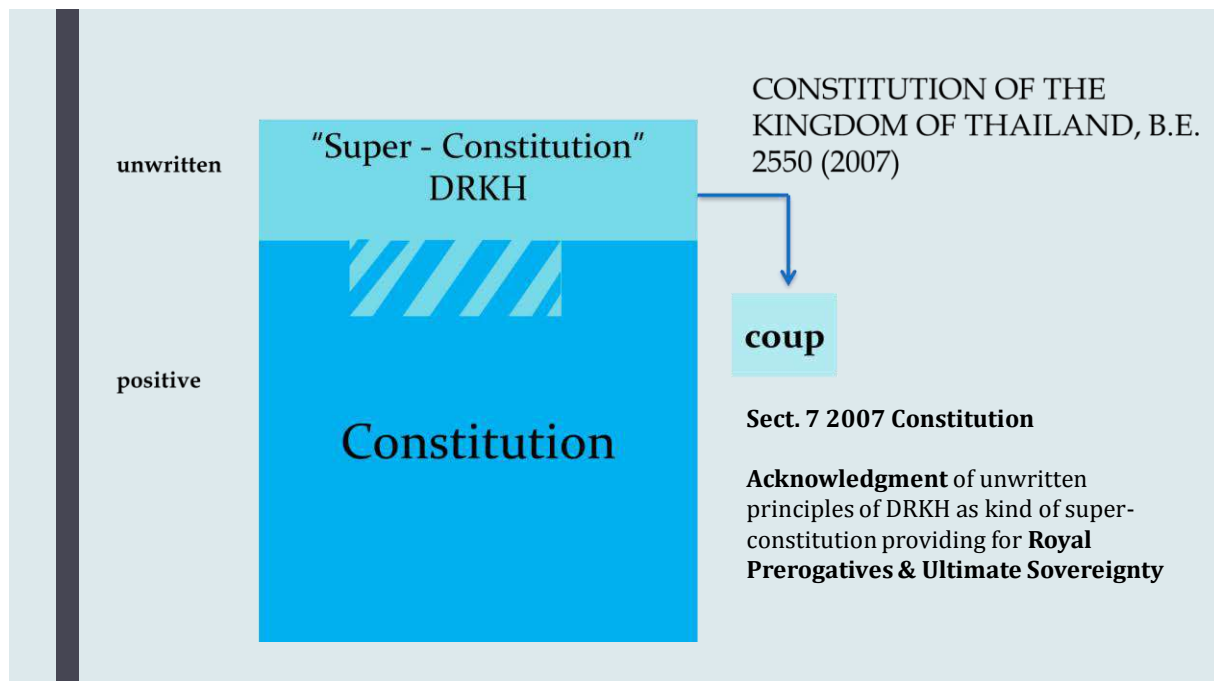 CONSTITUTION OF THE
KINGDOM OF THAILAND, B.E.
2550 (2007)
unwritten
“Super - Constitution”
DRKH
coup
positive
Constitution
Sect. 7 2007 Constitution
Acknowledgment of unwritten
principles of DRKH as kind of super-
constitution providing for Royal
Prerogatives & Ultimate Sovereignty